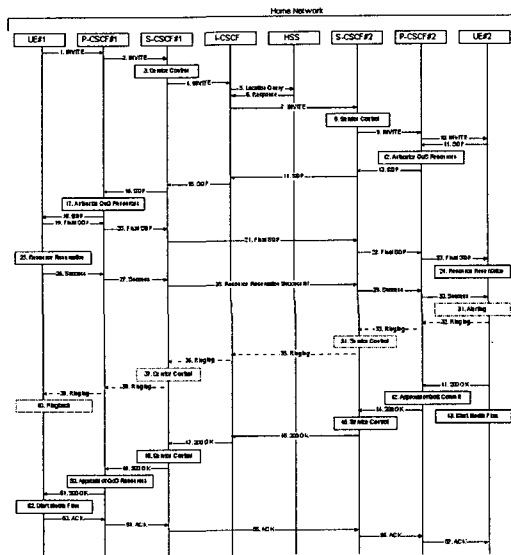 Home Network
UE#1
P-CSCF#1
S-CSCF#1
I-CSCF
HSS
S-CSCF#2
P-CSCF#2
UE#2
1. INVITE
2. INVITE
3. Service Control
4. INVITE
5. Location Query
6. Response
7. INVITE
8. Service Control
9. INVITE
10. INVITE
11. SDP
12. Authorize QoS Resources
13. SDP
14. SDP
15. SDP
16. SDP
17. Authorize QoS Resources
18. SDP
19. Final SDP
20. Final SDP
21. Final SDP
22. Final SDP
23. Final SDP
24. Resource Reservation
25. Resource Reservation
26. Success
27. Success
28. Resource Reservation Successful
29. Success
30. Success
31. Alerting
32. Ringing
33. Ringing
34. Service Control
35. Ringing
36. Ringing
37. Service Control
38. Ringing
39. Ringing
40. Ringback
41. 200 OK
42. Approval of QoS Commit
43. Start Media Flow
44. 200 OK
45. Service Control
46. 200 OK
47. 200 OK
48. Service Control
49. 200 OK
50. Approval of QoS Resources
51. 200 OK
52. Start Media Flow
53. ACK
54. ACK
55. ACK
56. ACK
57. ACK